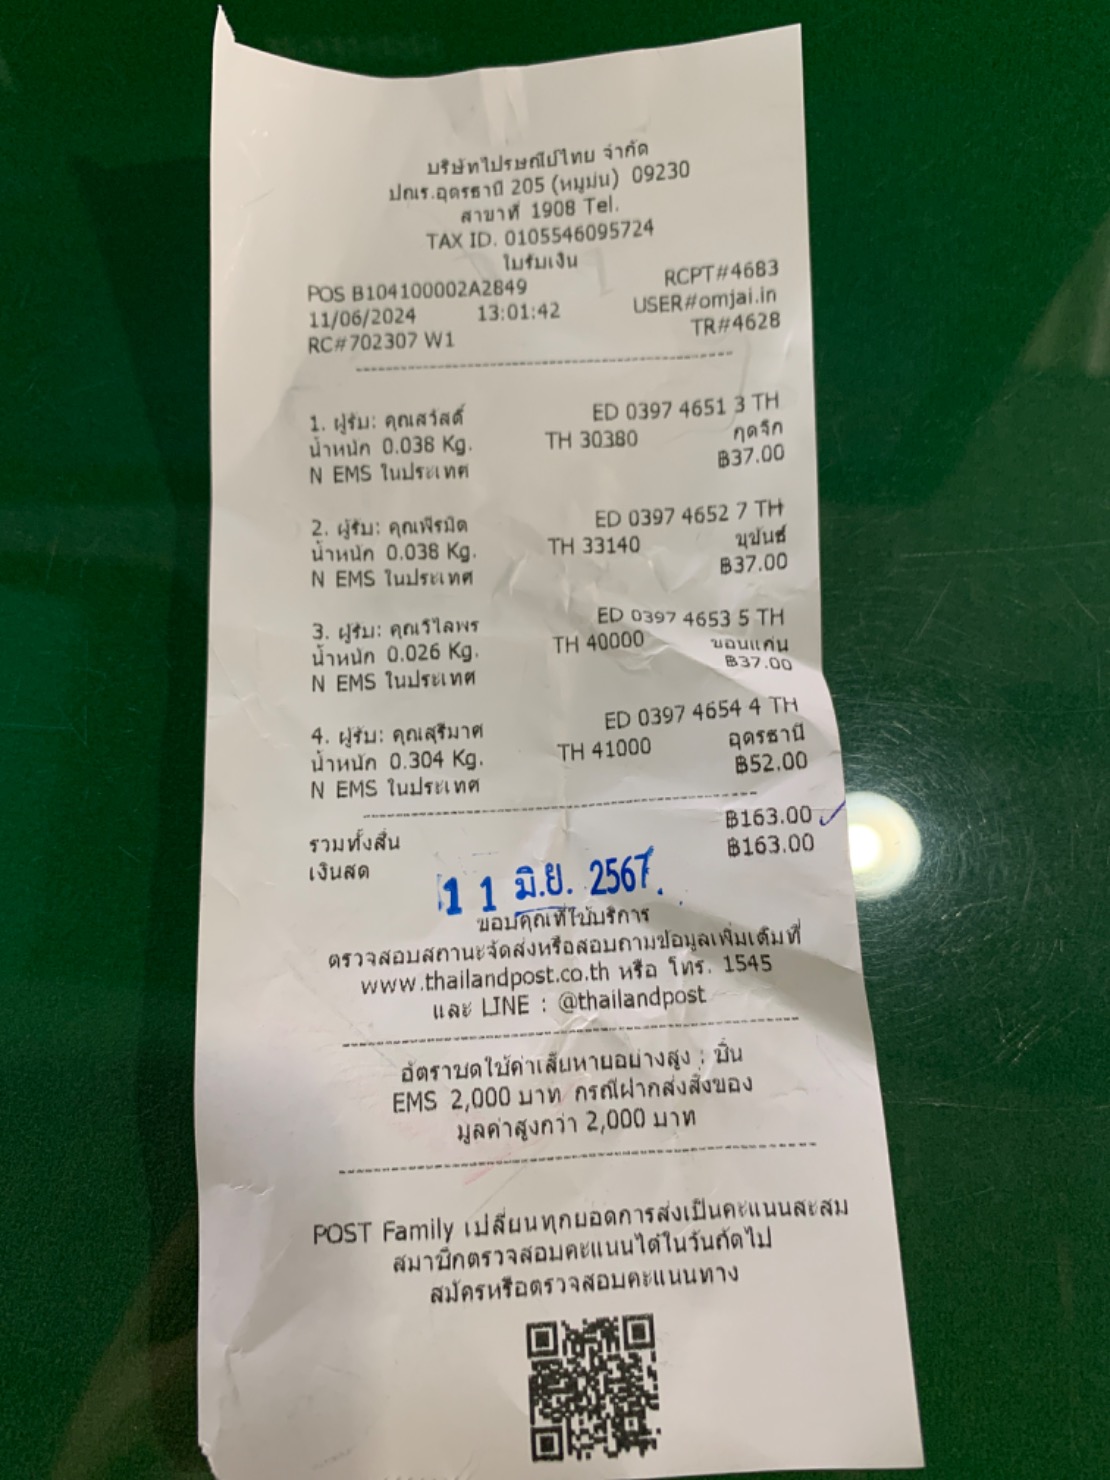 บริษัทไปรษณีย์ไทย จำกัด
ปณร.อุดรธานี 205 (หมูม่น) 09230
สาขาที่ 1908 Tel.
TAX ID. 0105546095724
ใบรับเงิน
POS B104100002A2849 RCPT#4683
11/06/2024 13:01:42 USER#omjai.in
RC#702307 W1 TR#4628
1. ผู้รับ: คุณสวัสดิ์ ED 0397 4651 3 TH
น้ำหนัก 0.038 Kg. TH 30380 กุดจิก
N EMS ในประเทศ ฿37.00
2. ผู้รับ: คุณพีรมิต ED 0397 4652 7 TH
น้ำหนัก 0.038 Kg. TH 33140 ขุขันธ์
N EMS ในประเทศ ฿37.00
3. ผู้รับ: คุณวิไลพร ED 0397 4653 5 TH
น้ำหนัก 0.026 Kg. TH 40000 ขอนแก่น
N EMS ในประเทศ ฿37.00
4. ผู้รับ: คุณสุรีมาศ ED 0397 4654 4 TH
น้ำหนัก 0.304 Kg. TH 41000 อุดรธานี
N EMS ในประเทศ ฿52.00
รวมทั้งสิ้น ฿163.00
เงินสด ฿163.00
11 มิ.ย. 2567
ขอบคุณที่ใช้บริการ
ตรวจสอบสถานะจัดส่งหรือสอบถามข้อมูลเพิ่มเติมที่
www.thailandpost.co.th หรือ โทร. 1545
และ LINE : @thailandpost
อัตราชดใช้ค่าเสียหายอย่างสูง : ชิ้น
EMS 2,000 บาท กรณีฝากส่งสิ่งของ
มูลค่าสูงกว่า 2,000 บาท
POST Family เปลี่ยนทุกยอดการส่งเป็นคะแนนสะสม
สมาชิกตรวจสอบคะแนนได้ในวันถัดไป
สมัครหรือตรวจสอบคะแนนทาง